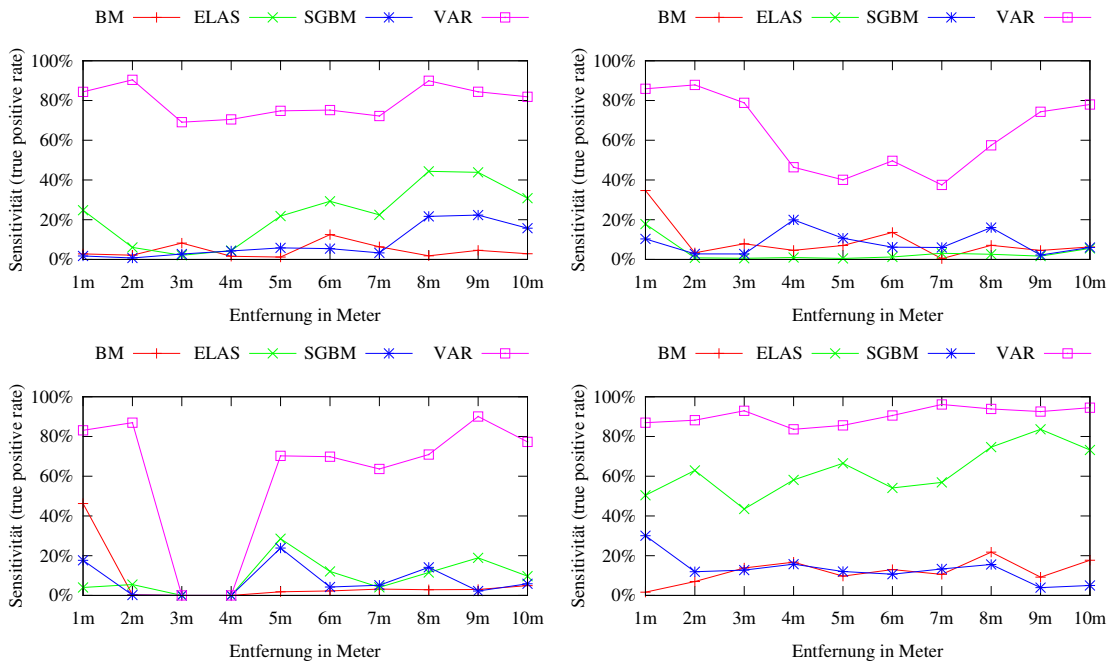 BM ELAS SGBM VAR
Sensitivität (true positive rate)
100%
80%
60%
40%
20%
0%
1m 2m 3m 4m 5m 6m 7m 8m 9m 10m
Entfernung in Meter
BM ELAS SGBM VAR
Sensitivität (true positive rate)
100%
80%
60%
40%
20%
0%
1m 2m 3m 4m 5m 6m 7m 8m 9m 10m
Entfernung in Meter
BM ELAS SGBM VAR
Sensitivität (true positive rate)
100%
80%
60%
40%
20%
0%
1m 2m 3m 4m 5m 6m 7m 8m 9m 10m
Entfernung in Meter
BM ELAS SGBM VAR
Sensitivität (true positive rate)
100%
80%
60%
40%
20%
0%
1m 2m 3m 4m 5m 6m 7m 8m 9m 10m
Entfernung in Meter